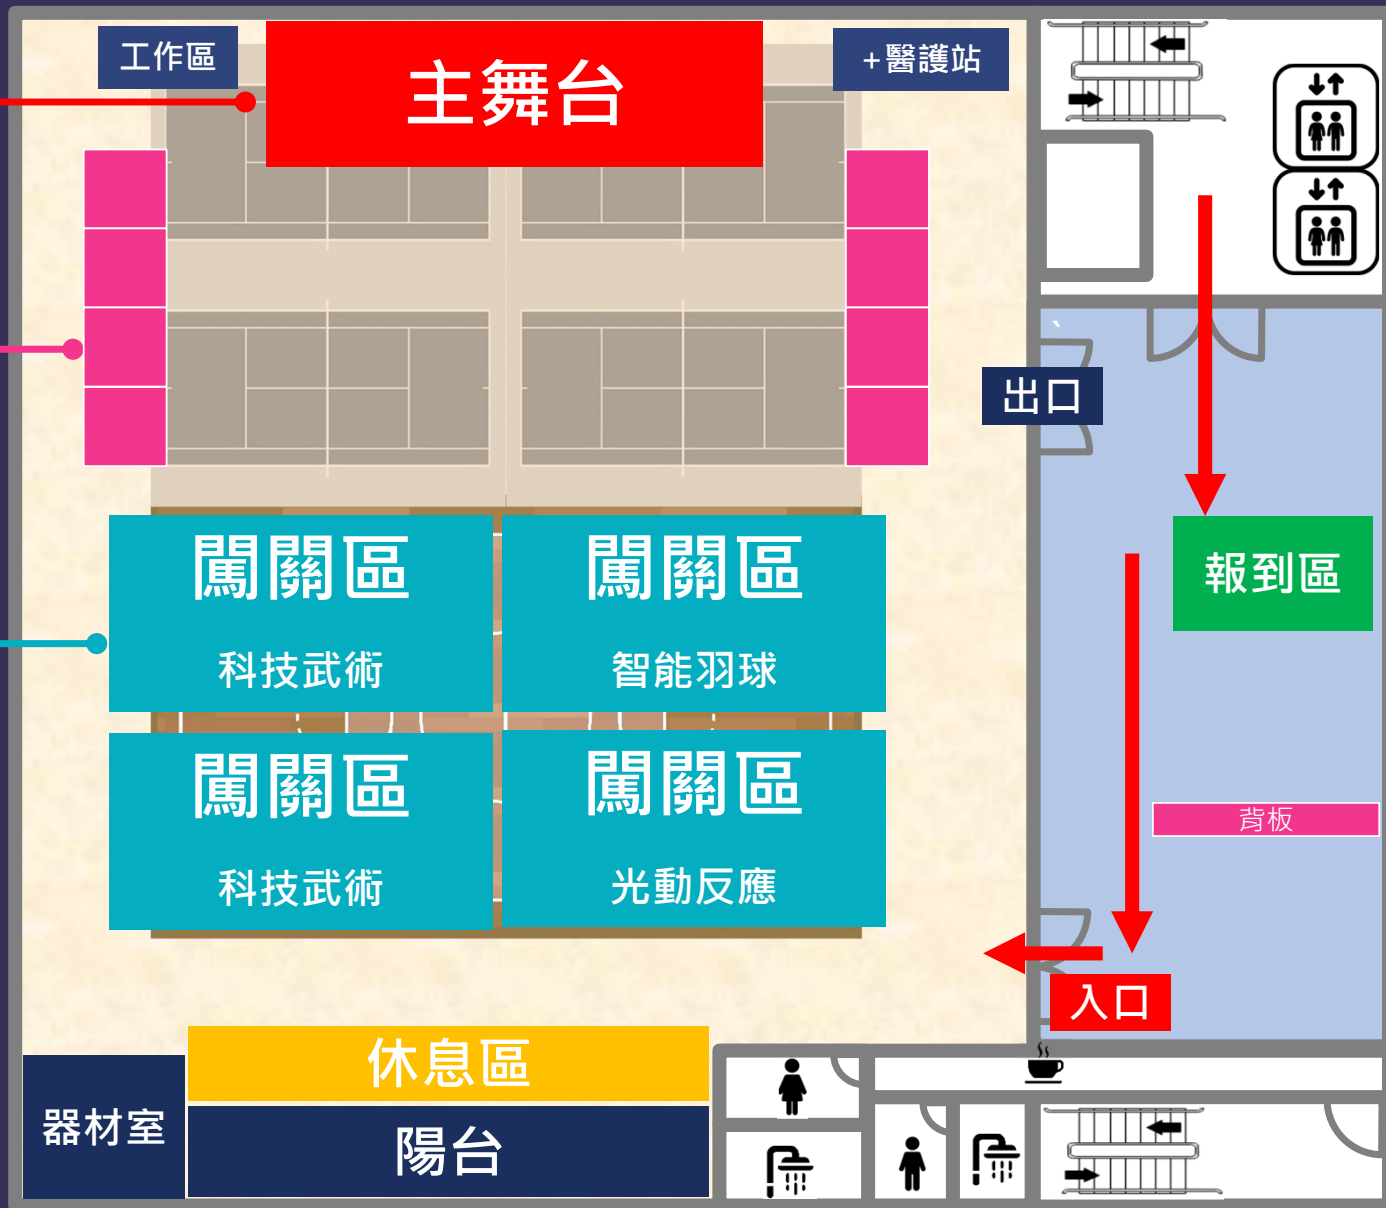 工作區
主舞台
+醫護站
出口
闖關區
科技武術
闖關區
智能羽球
報到區
闖關區
科技武術
闖關區
光動反應
背板
入口
休息區
器材室
陽台